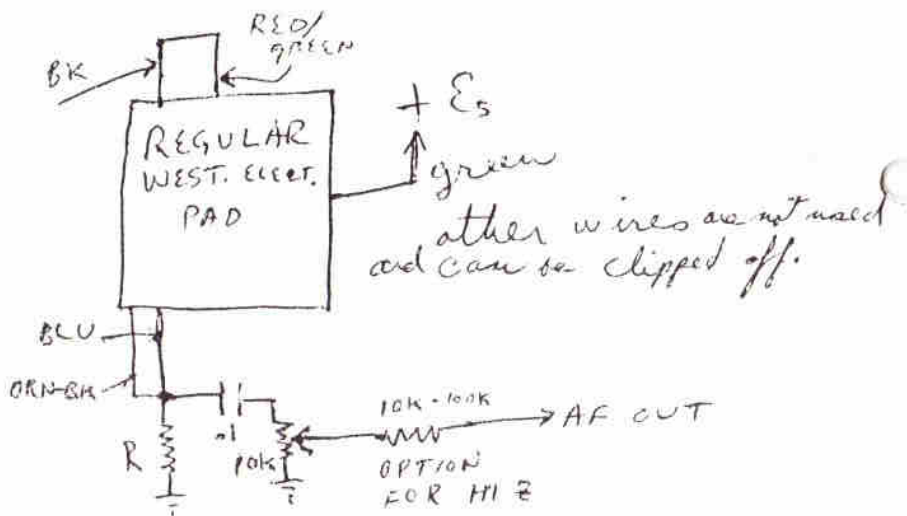 BK
RED/
GREEN
REGULAR
WEST. ELECT.
PAD
+ Es
green
other wires are not used
and can be clipped off.
BLU
ORN-BK
R
.1
10K
10K-100K
AF OUT
OPTION
FOR HI Z